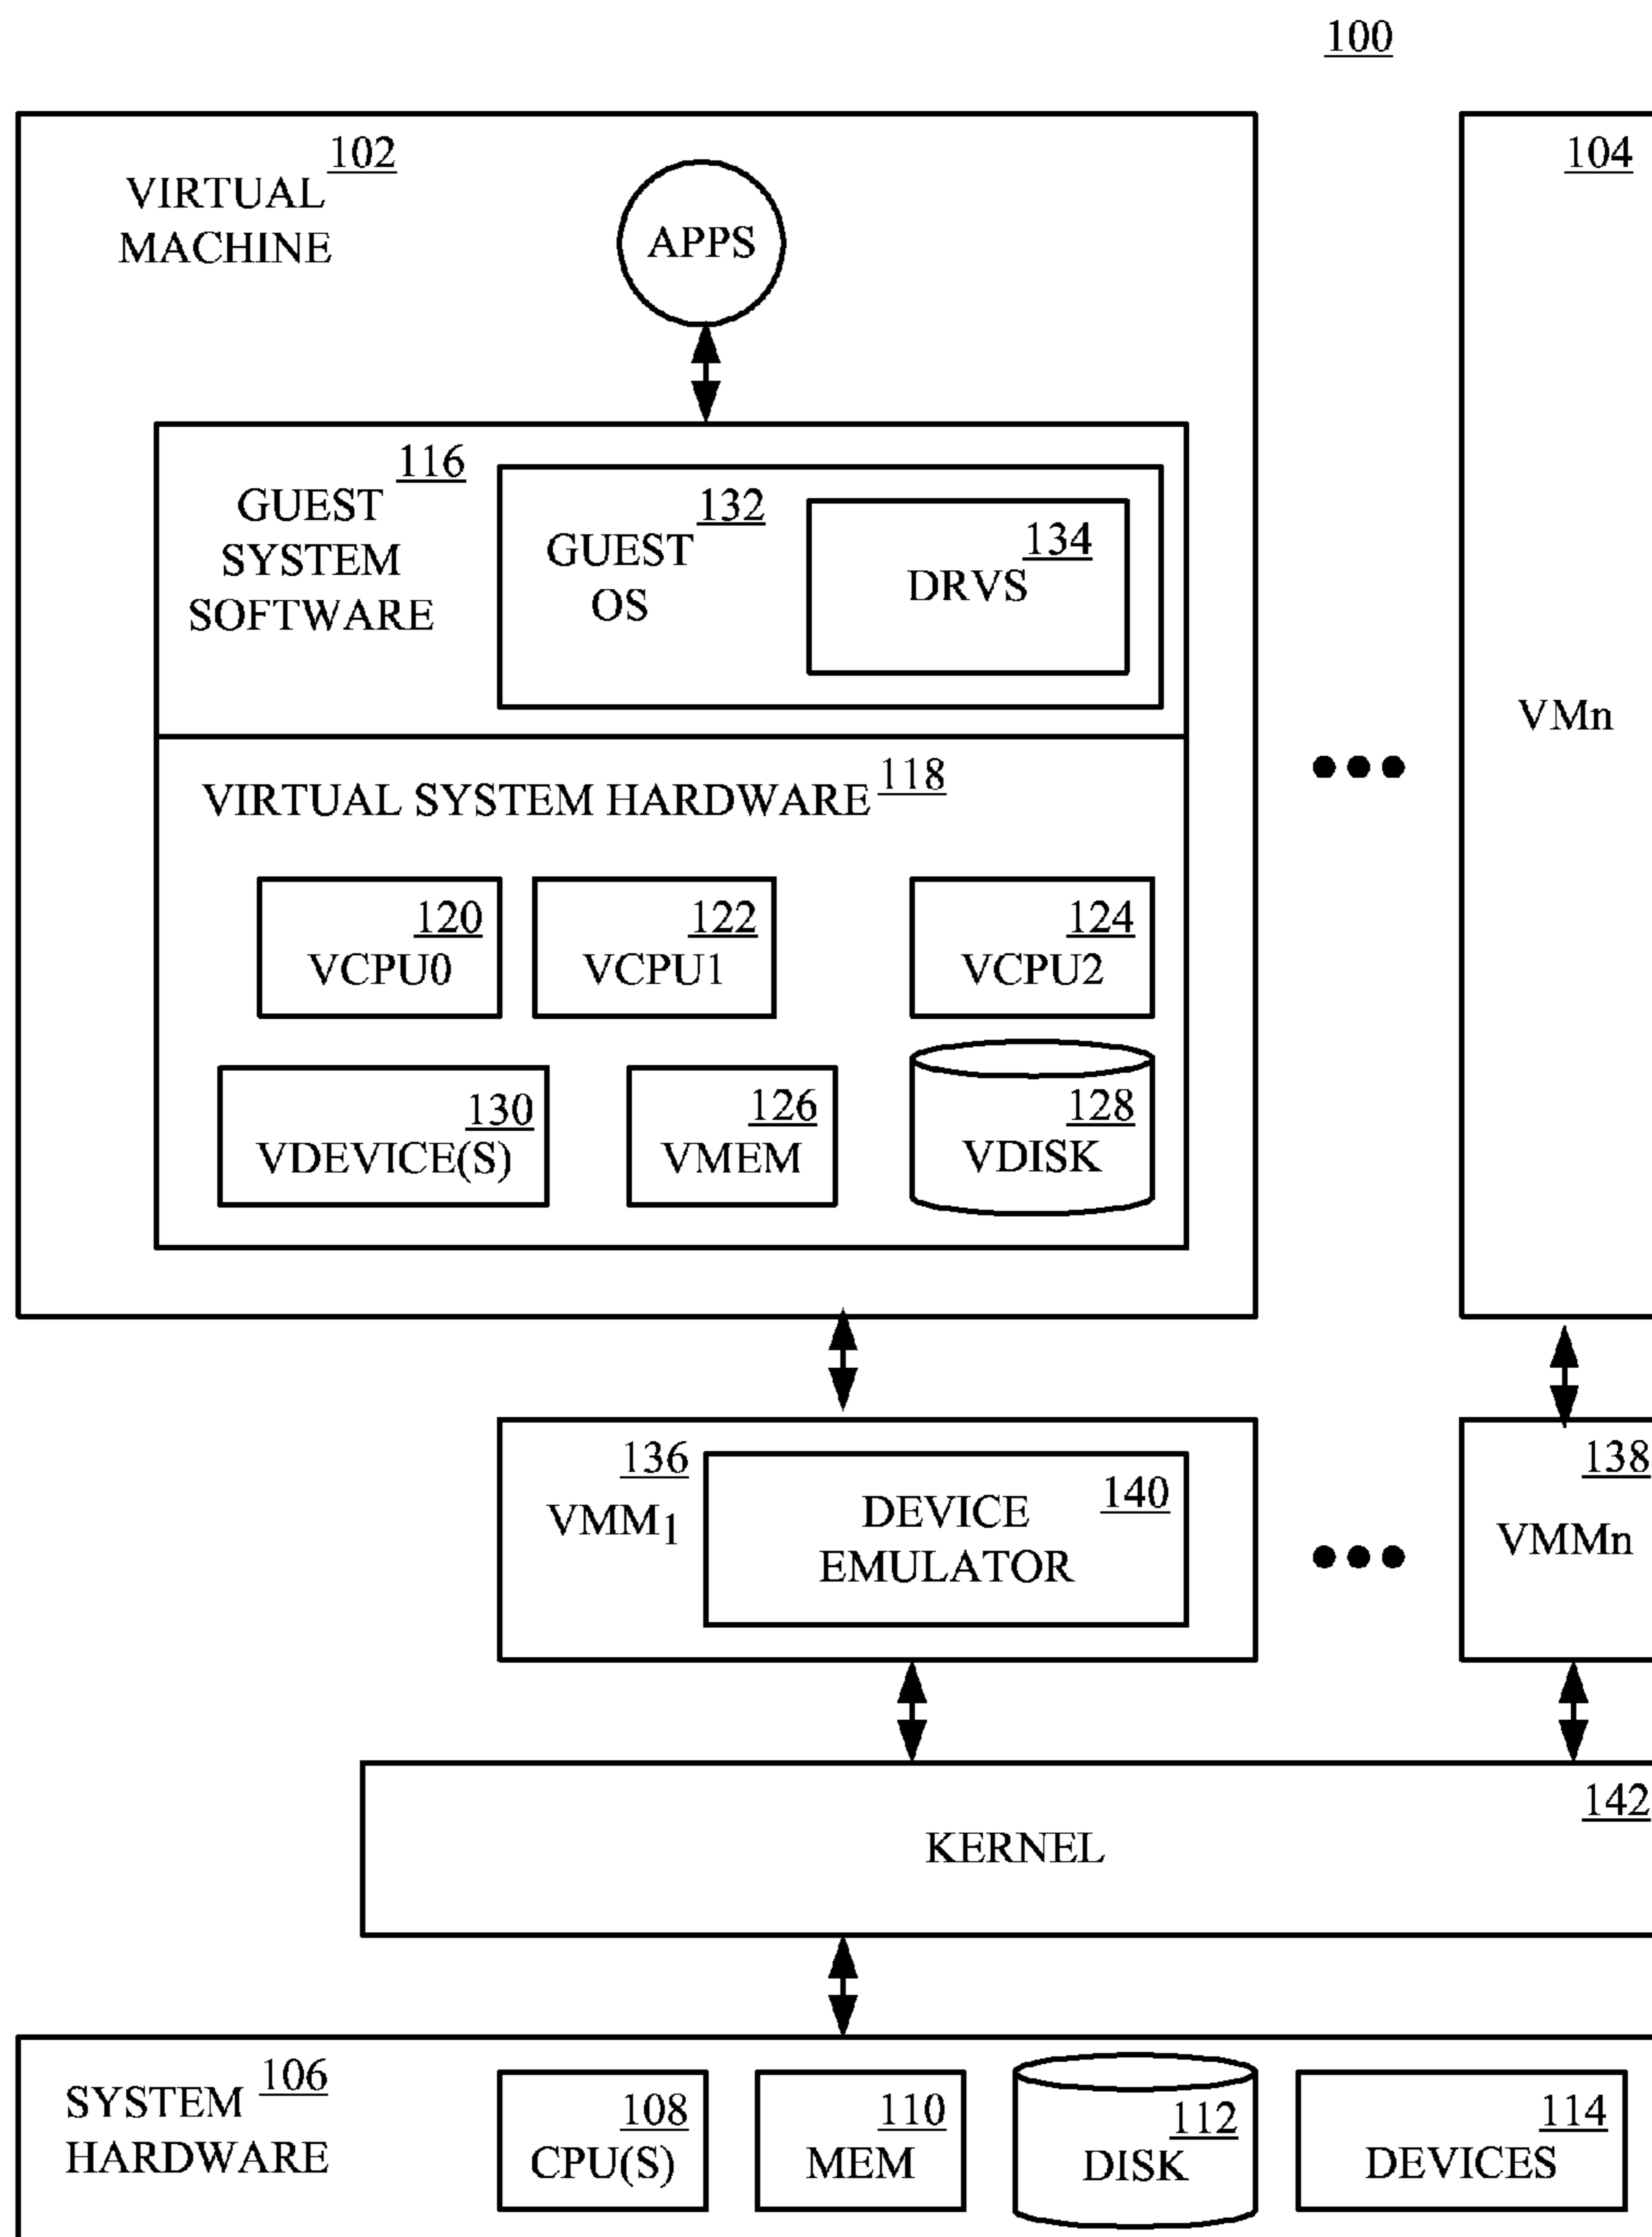 100
102
VIRTUAL
MACHINE
APPS
104
VMn
116
GUEST
SYSTEM
SOFTWARE
132
GUEST
OS
134
DRVS
VIRTUAL SYSTEM HARDWARE 118
120
VCPU0
122
VCPU1
124
VCPU2
130
VDEVICE(S)
126
VMEM
128
VDISK
136
VMM1
140
DEVICE
EMULATOR
138
VMMn
142
KERNEL
106
SYSTEM
HARDWARE
108
CPU(S)
110
MEM
112
DISK
114
DEVICES